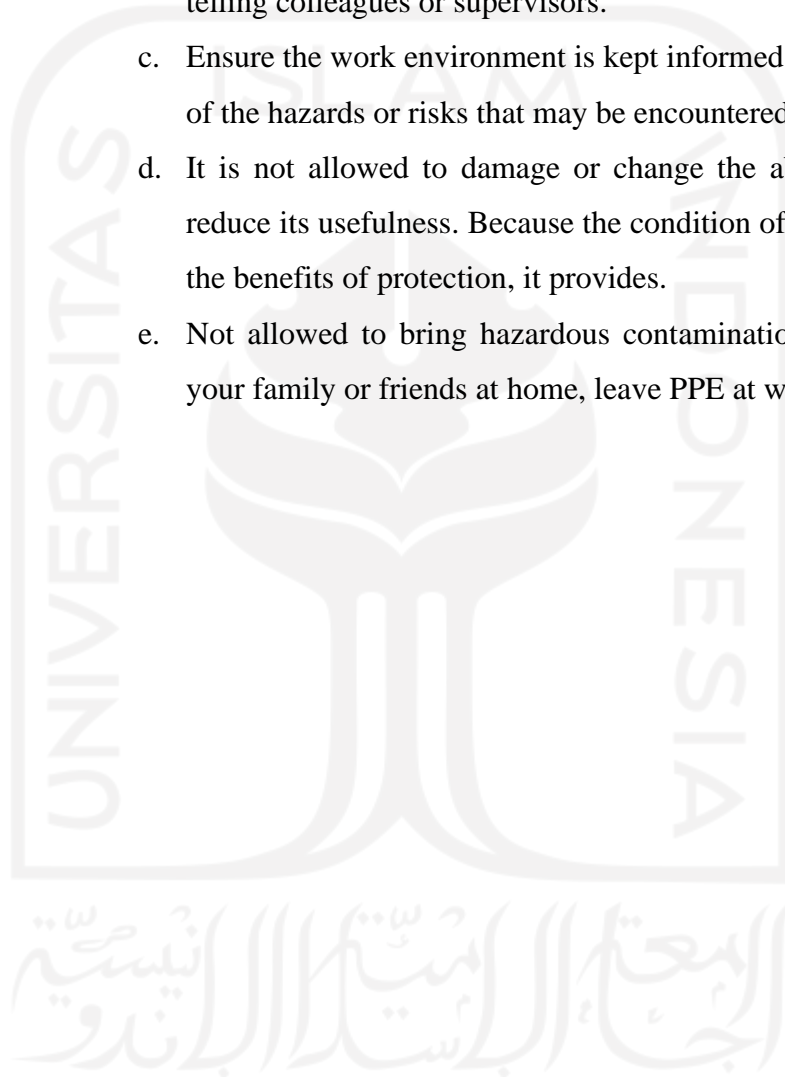 telling colleagues or supervisors.
c. Ensure the work environment is kept informed
of the hazards or risks that may be encountered
d. It is not allowed to damage or change the
reduce its usefulness. Because the condition of
the benefits of protection, it provides.
e. Not allowed to bring hazardous
your family or friends at home, leave PPE at
ISLAM
UNIVERSITAS
INDONESIA